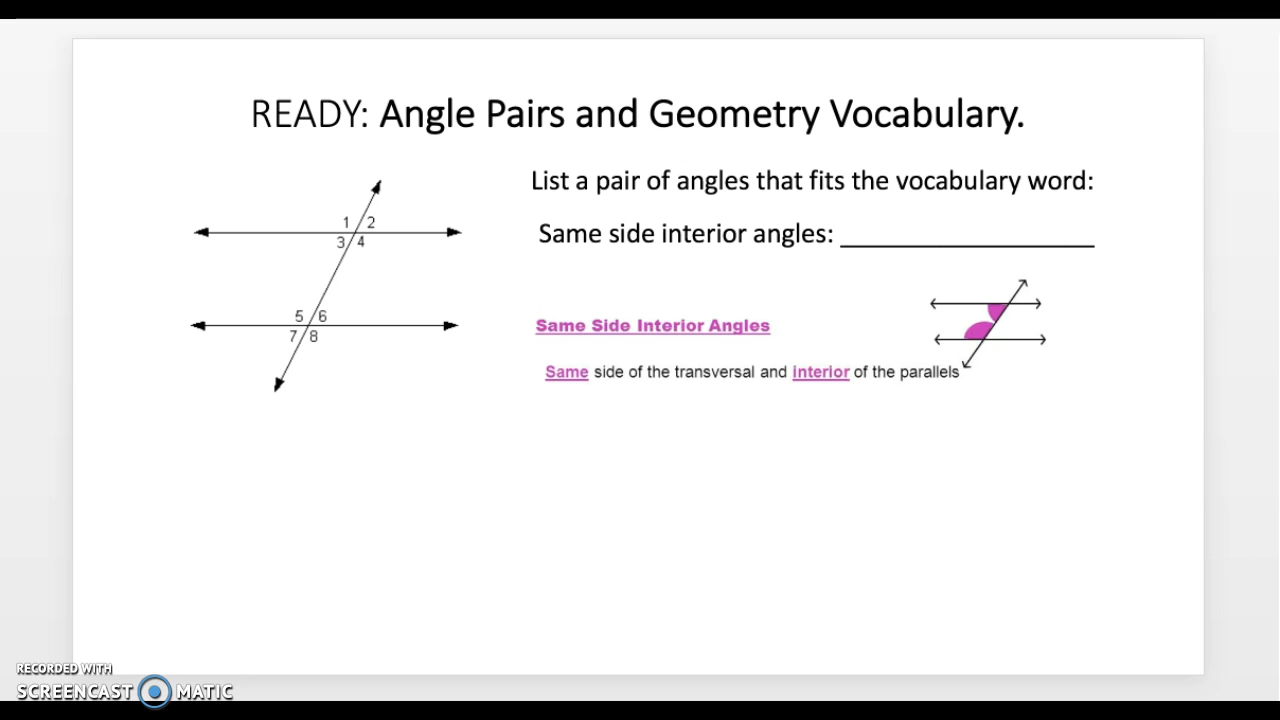 READY: Angle Pairs and Geometry Vocabulary.
List a pair of angles that fits the vocabulary word:
1 2
3 4
Same side interior angles: ____________________
5 6
7 8
Same Side Interior Angles
Same side of the transversal and interior of the parallels
RECORDED WITH
SCREENCAST MATIC